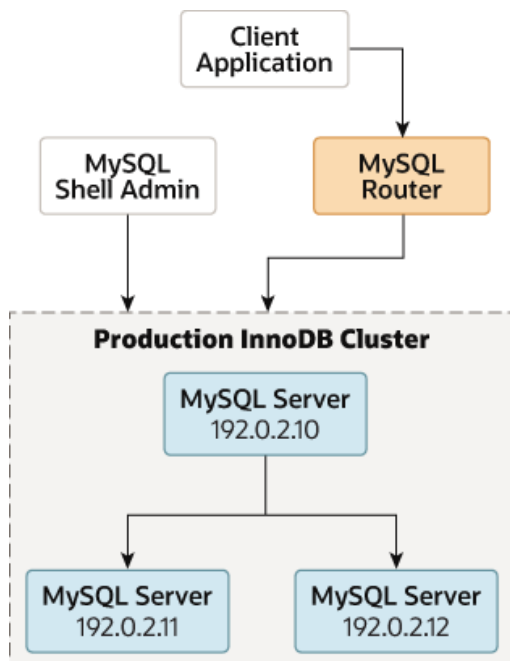 Client
Application
MySQL
Shell Admin
MySQL
Router
Production InnoDB Cluster
MySQL Server
192.0.2.10
MySQL Server
192.0.2.11
MySQL Server
192.0.2.12